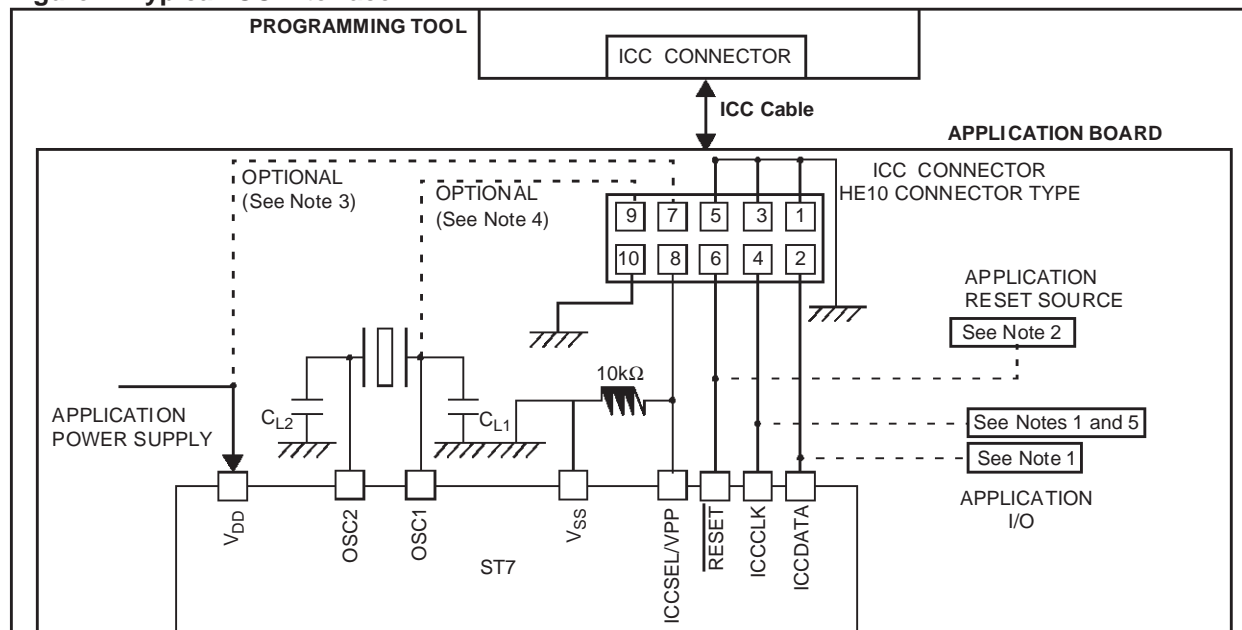 PROGRAMMING TOOL
ICC CONNECTOR
ICC Cable
APPLICATION BOARD
OPTIONAL
(See Note 3)
OPTIONAL
(See Note 4)
ICC CONNECTOR
HE10 CONNECTOR TYPE
9 7 5 3 1
10 8 6 4 2
APPLICATION
RESET SOURCE
See Note 2
10kΩ
APPLICATION
POWER SUPPLY
CL2
CL1
See Notes 1 and 5
See Note 1
APPLICATION
I/O
VDD
OSC2
OSC1
VSS
ICCSEL/VPP
RESET
ICCCLK
ICCDATA
ST7